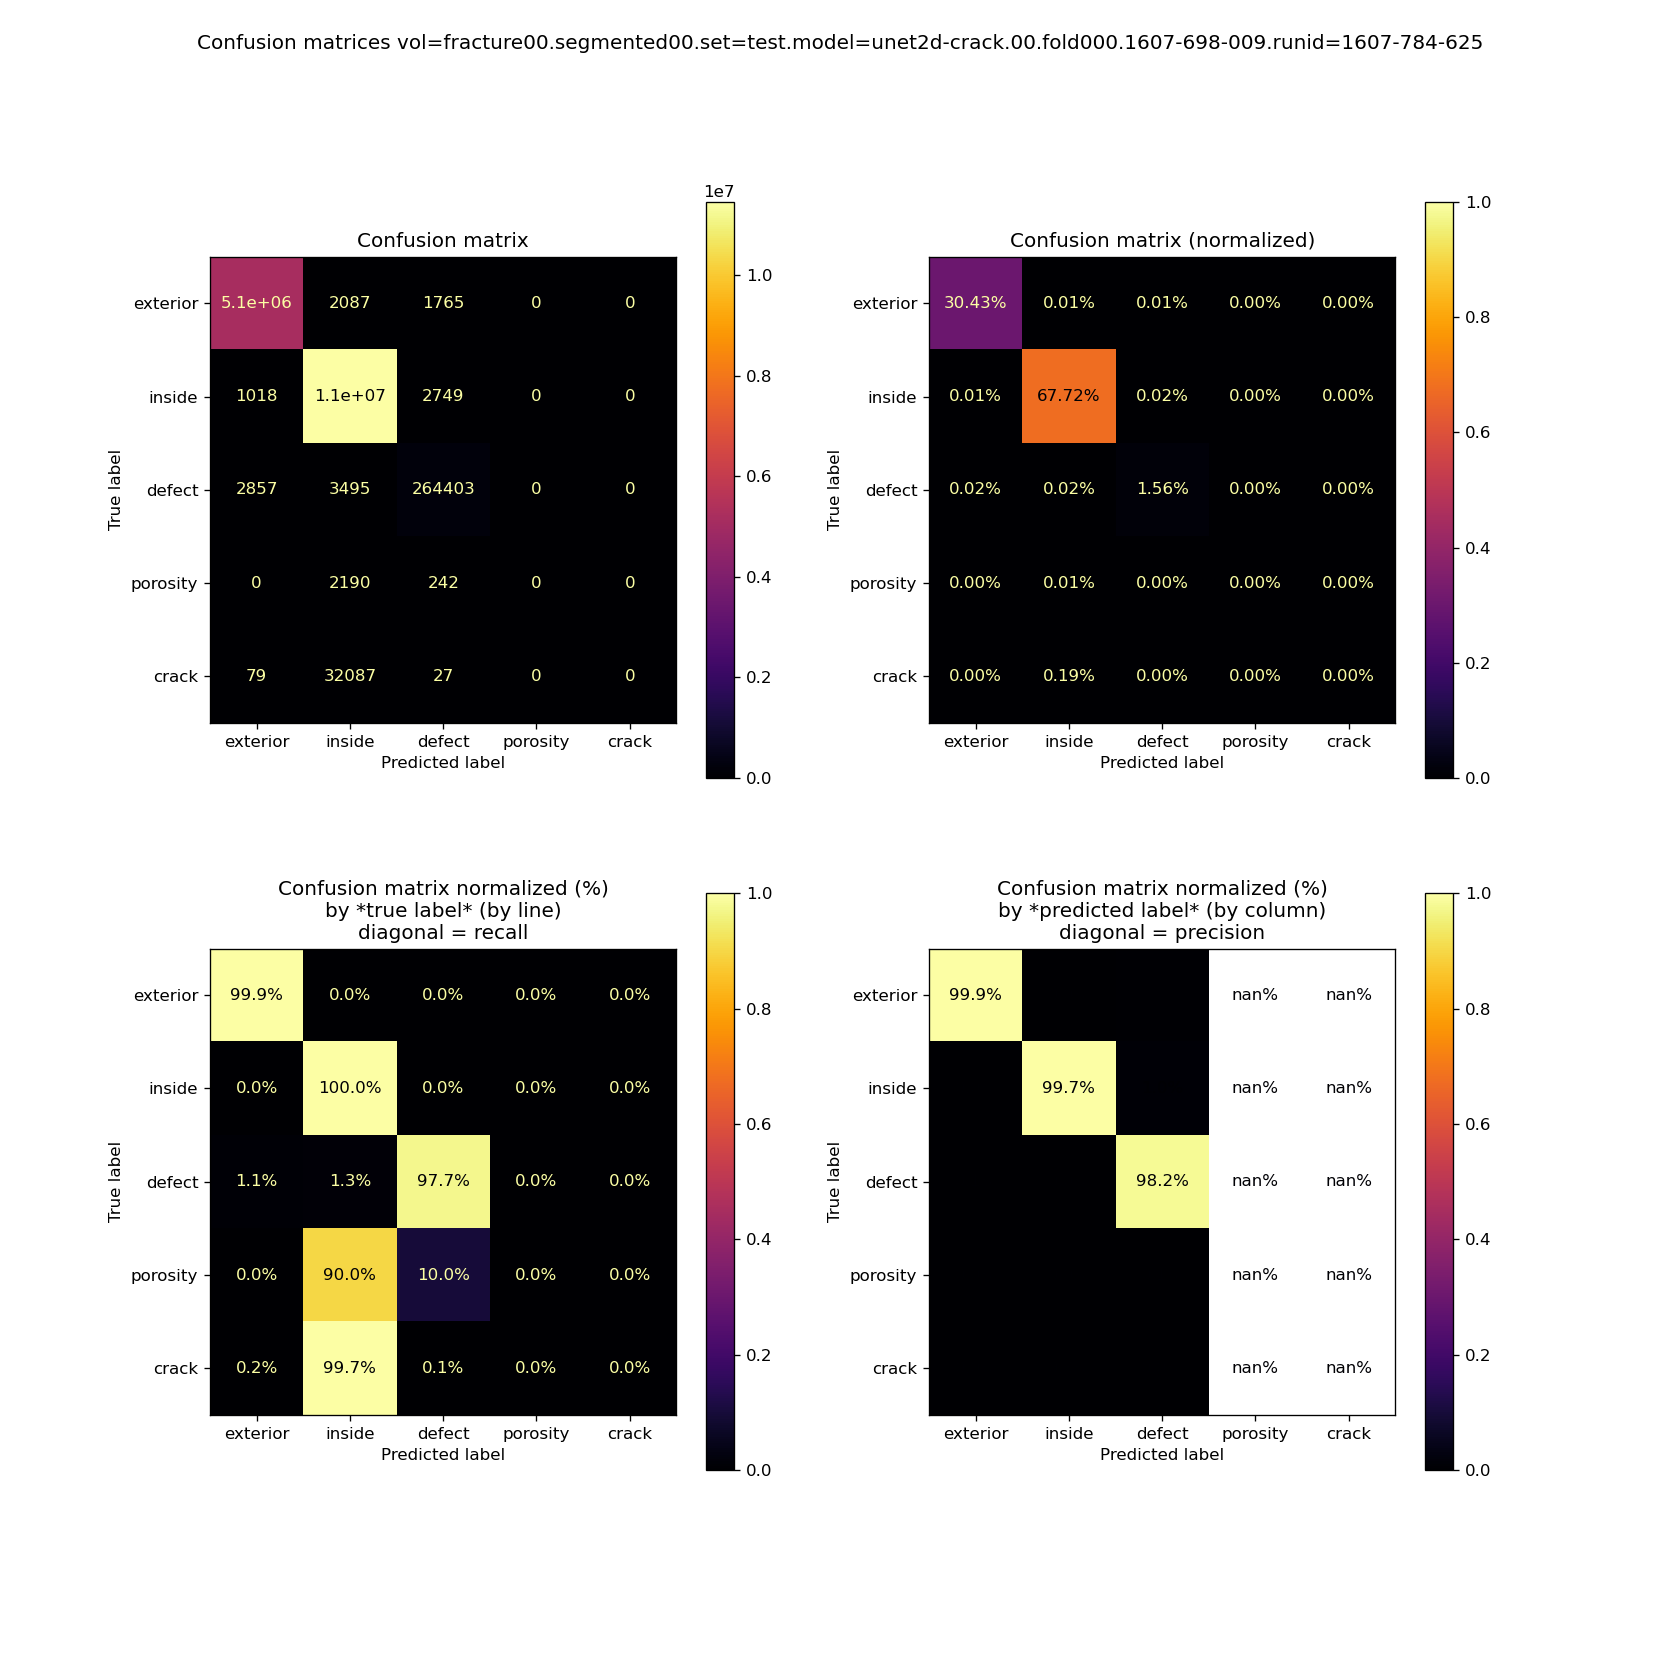 Confusion matrices vol=fracture00.segmented00.set=test.model=unet2d-crack.00.fold000.1607-698-009.runid=1607-784-625
Confusion matrix
1e7
exterior 5.1e+06 2087 1765 0 0
inside 1018 1.1e+07 2749 0 0
defect 2857 3495 264403 0 0
porosity 0 2190 242 0 0
crack 79 32087 27 0 0
exterior inside defect porosity crack
Predicted label
True label
1.0
0.8
0.6
0.4
0.2
0.0
Confusion matrix (normalized)
exterior 30.43% 0.01% 0.01% 0.00% 0.00%
inside 0.01% 67.72% 0.02% 0.00% 0.00%
defect 0.02% 0.02% 1.56% 0.00% 0.00%
porosity 0.00% 0.01% 0.00% 0.00% 0.00%
crack 0.00% 0.19% 0.00% 0.00% 0.00%
exterior inside defect porosity crack
Predicted label
True label
1.0
0.8
0.6
0.4
0.2
0.0
Confusion matrix normalized (%)
by *true label* (by line)
diagonal = recall
exterior 99.9% 0.0% 0.0% 0.0% 0.0%
inside 0.0% 100.0% 0.0% 0.0% 0.0%
defect 1.1% 1.3% 97.7% 0.0% 0.0%
porosity 0.0% 90.0% 10.0% 0.0% 0.0%
crack 0.2% 99.7% 0.1% 0.0% 0.0%
exterior inside defect porosity crack
Predicted label
True label
1.0
0.8
0.6
0.4
0.2
0.0
Confusion matrix normalized (%)
by *predicted label* (by column)
diagonal = precision
exterior 99.9% nan% nan%
inside 99.7% nan% nan%
defect 98.2% nan% nan%
porosity nan% nan%
crack nan% nan%
exterior inside defect porosity crack
Predicted label
True label
1.0
0.8
0.6
0.4
0.2
0.0